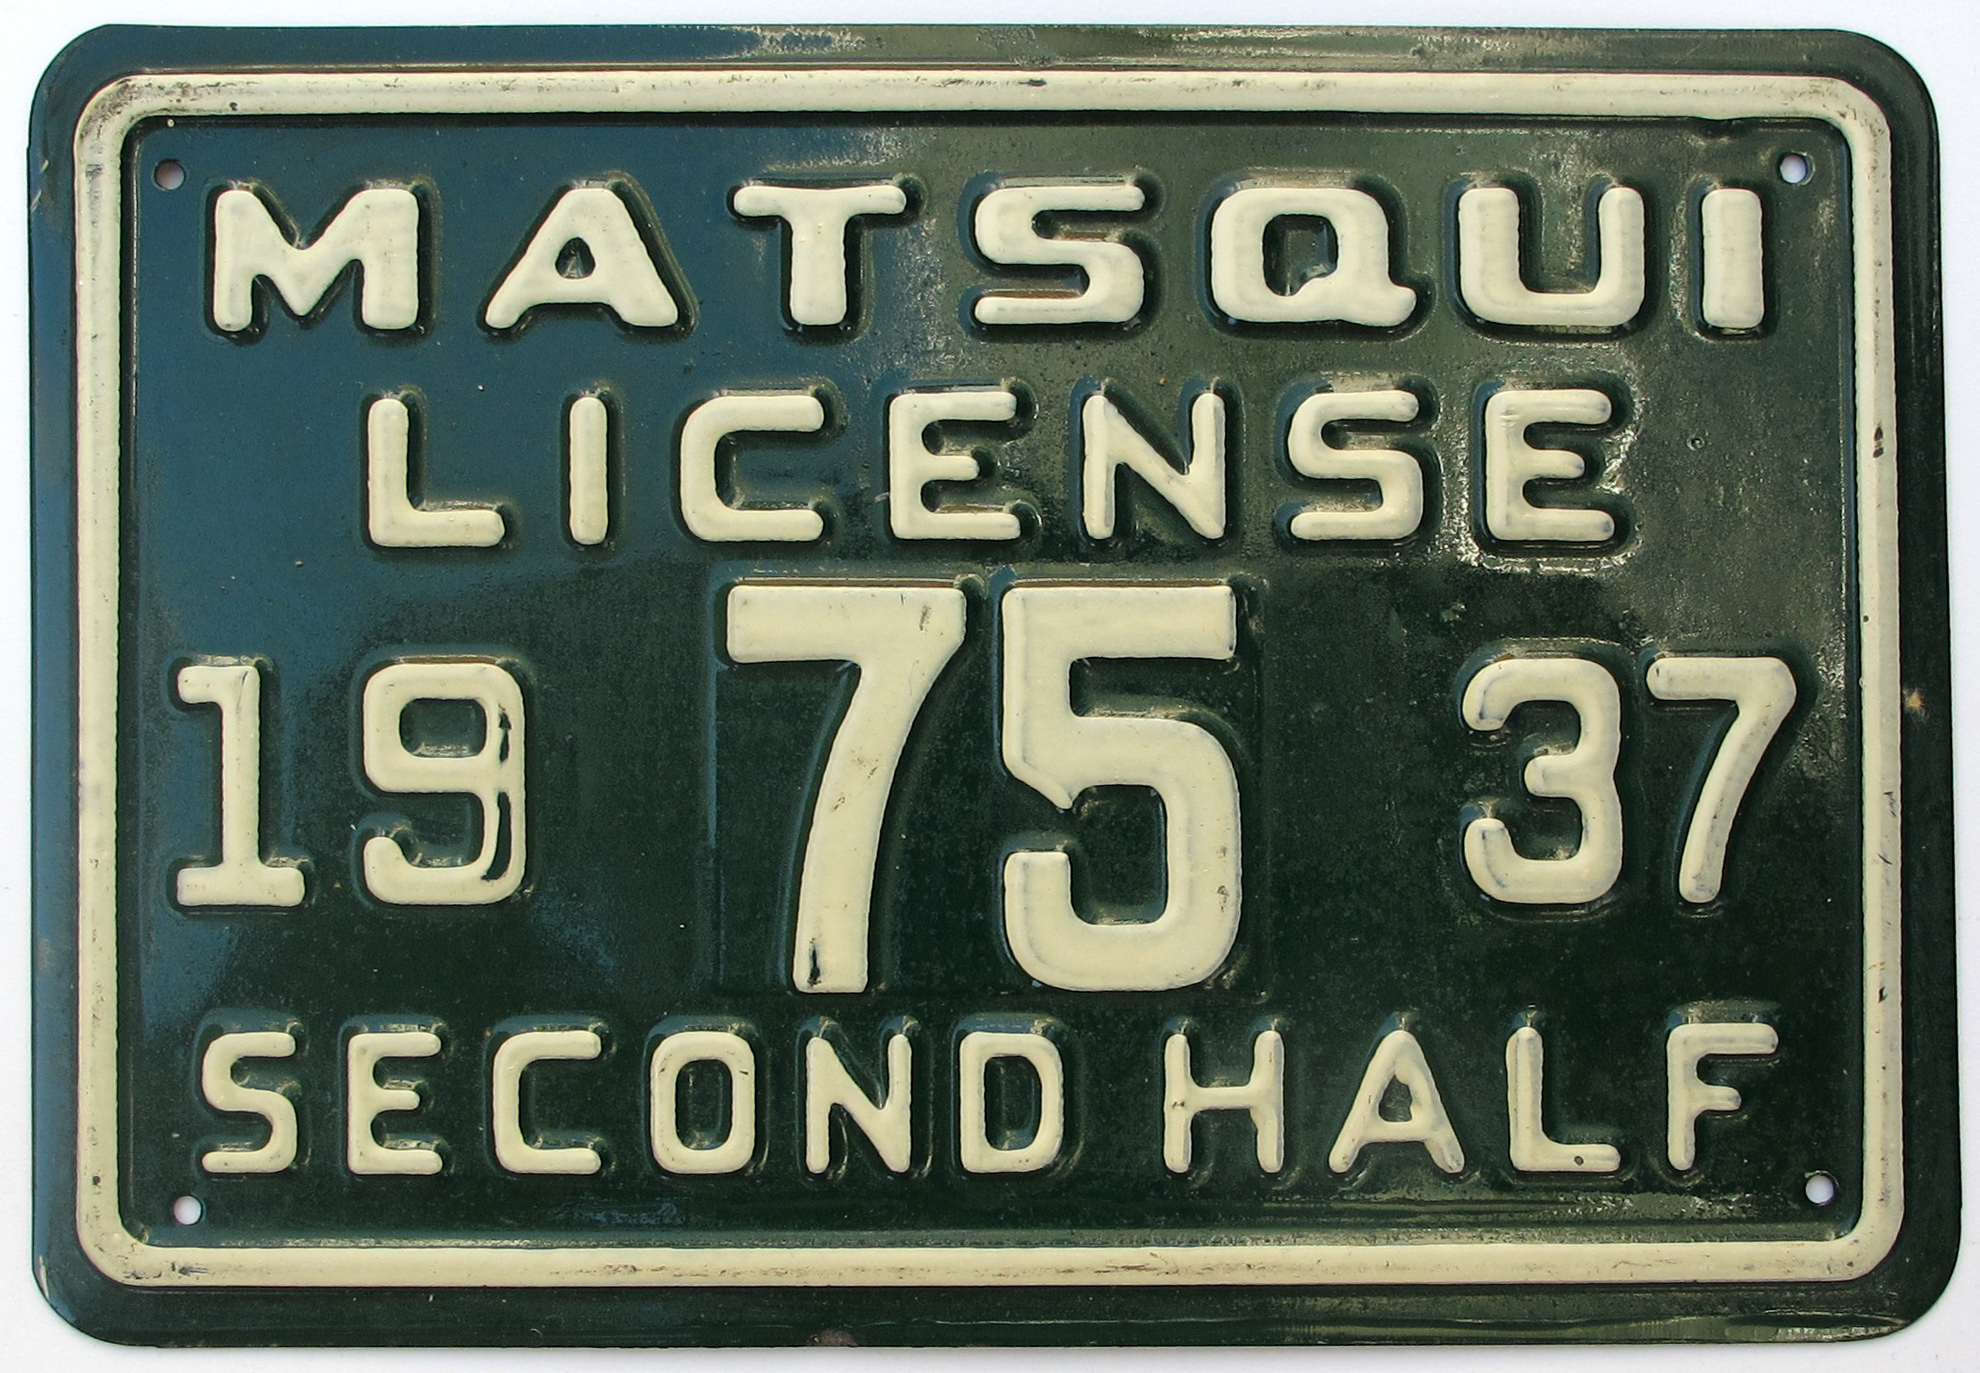 MATSQUI
LICENSE
19 75 37
SECOND HALF